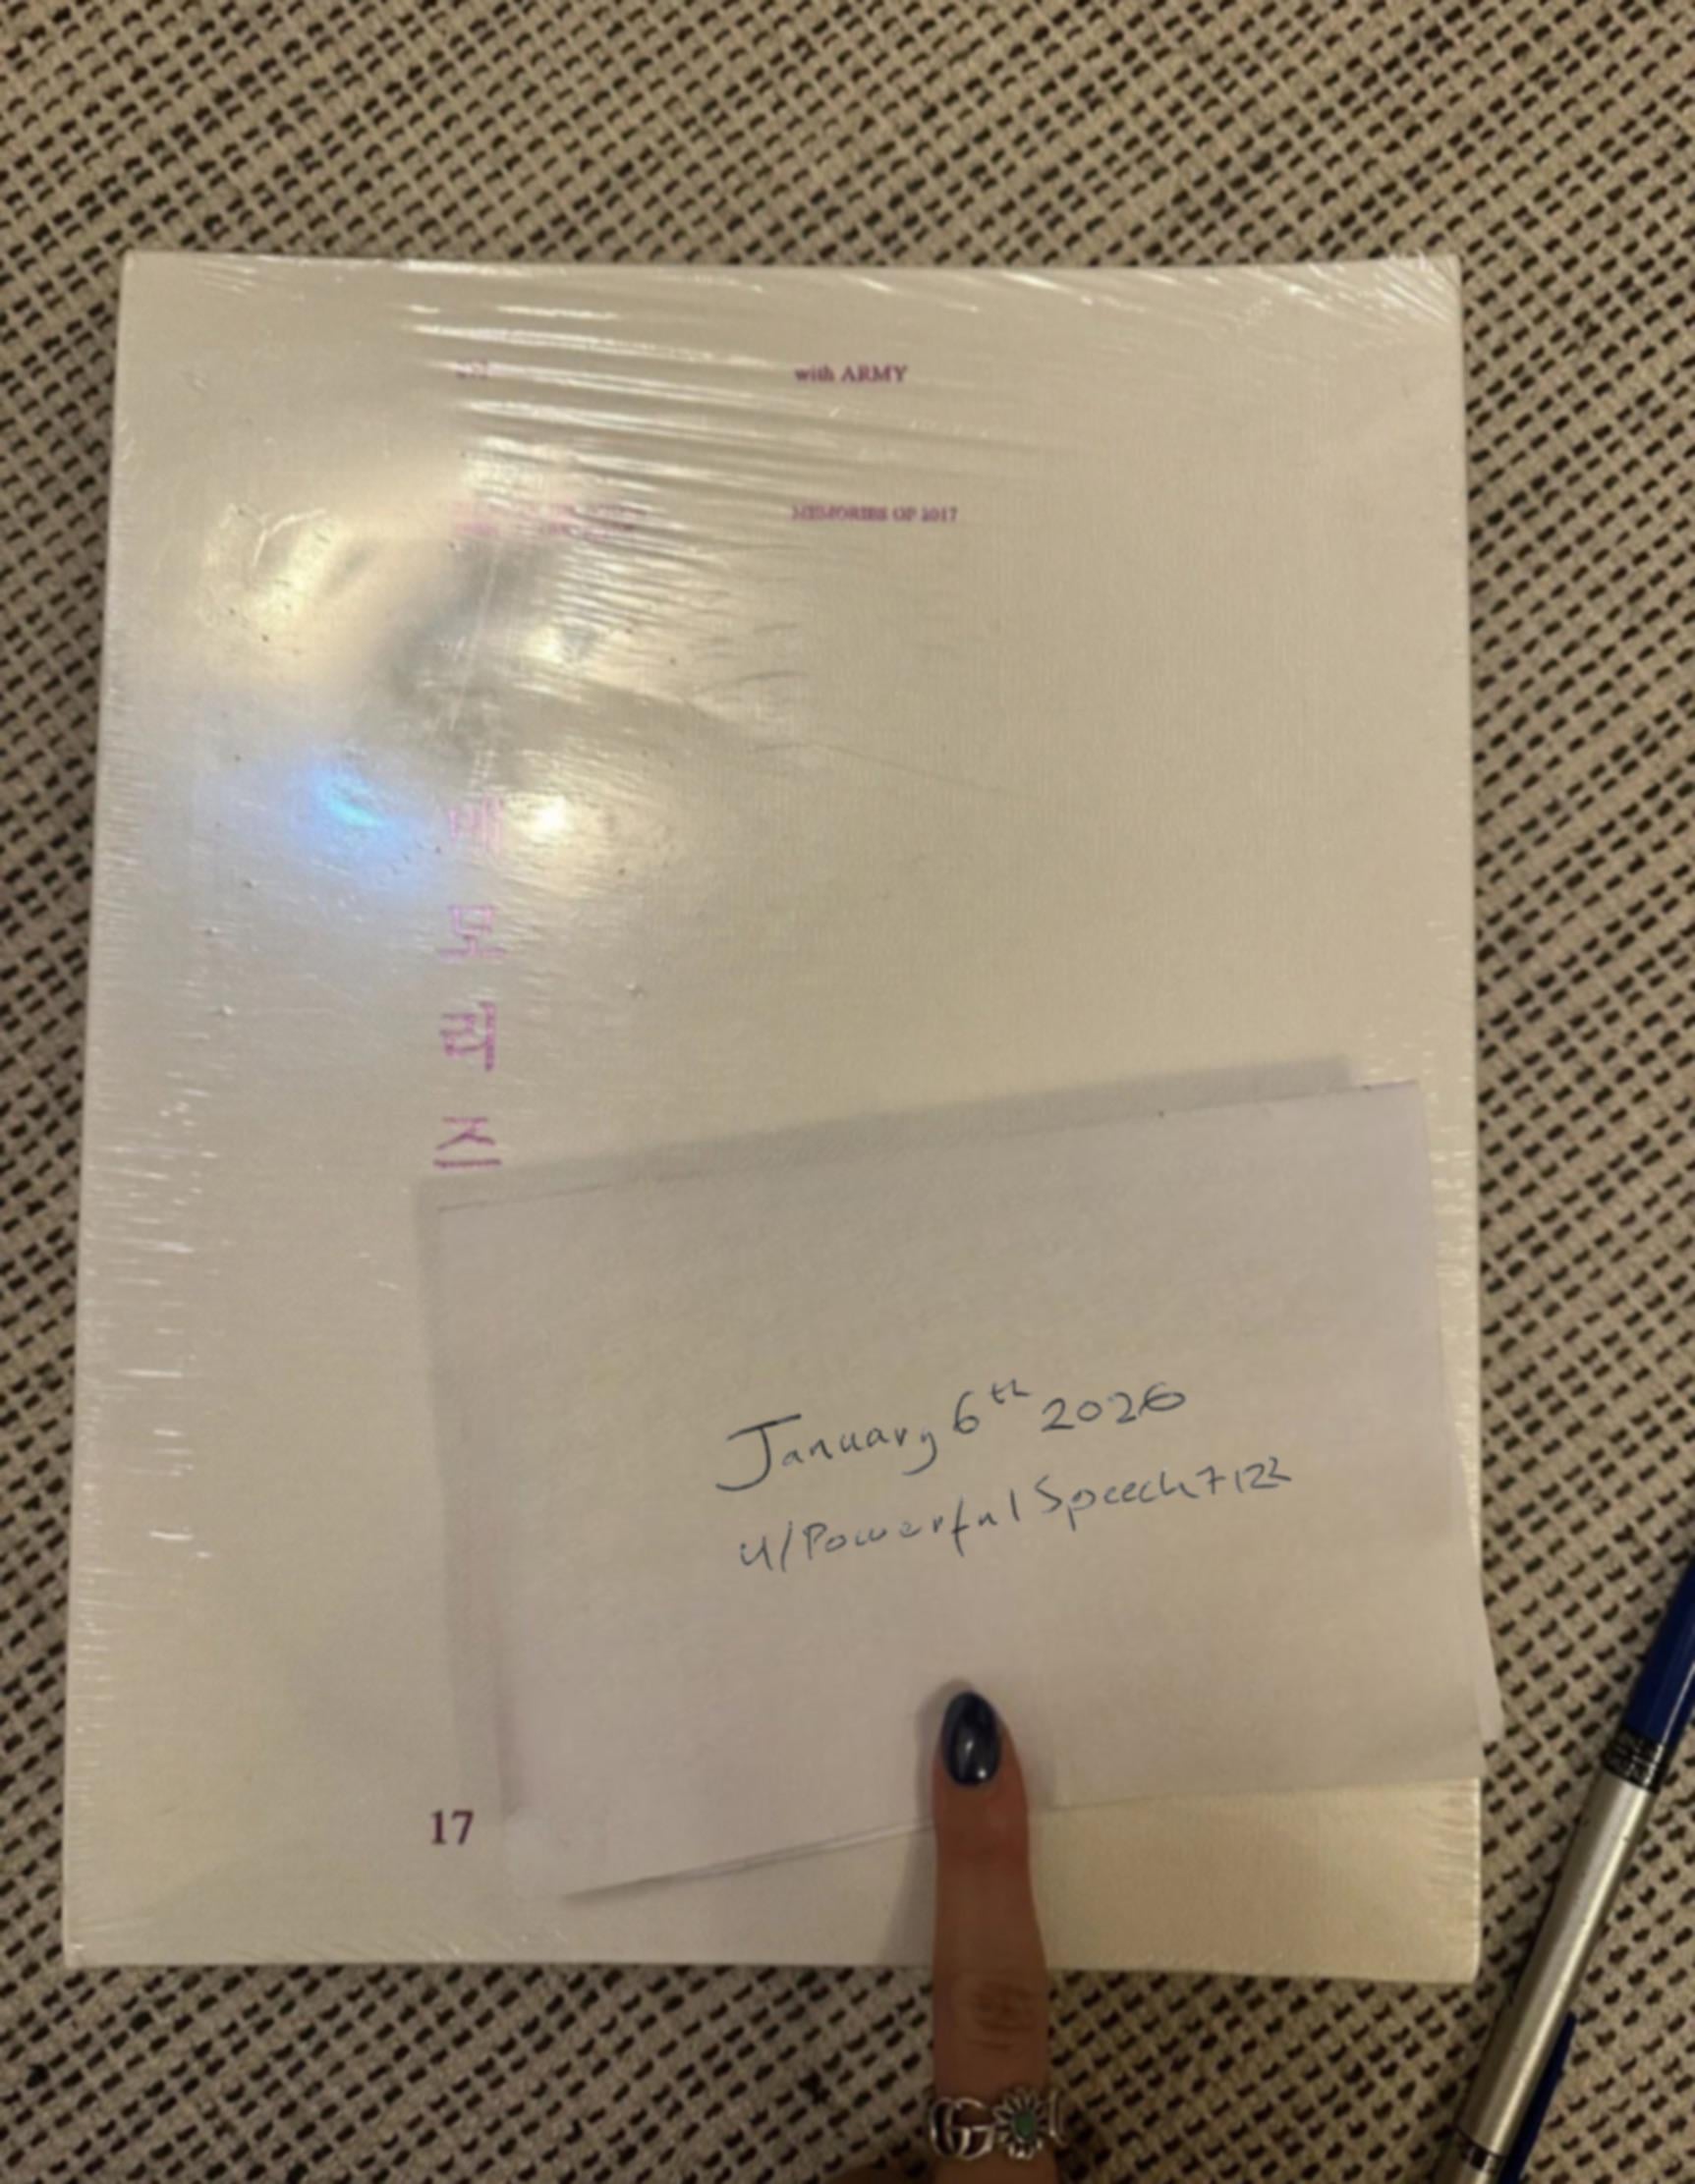 with ARMY
MEMORIES OF 2017
메
모
리
즈
January 6th 2026
u/PowerfulSpeech7122
17